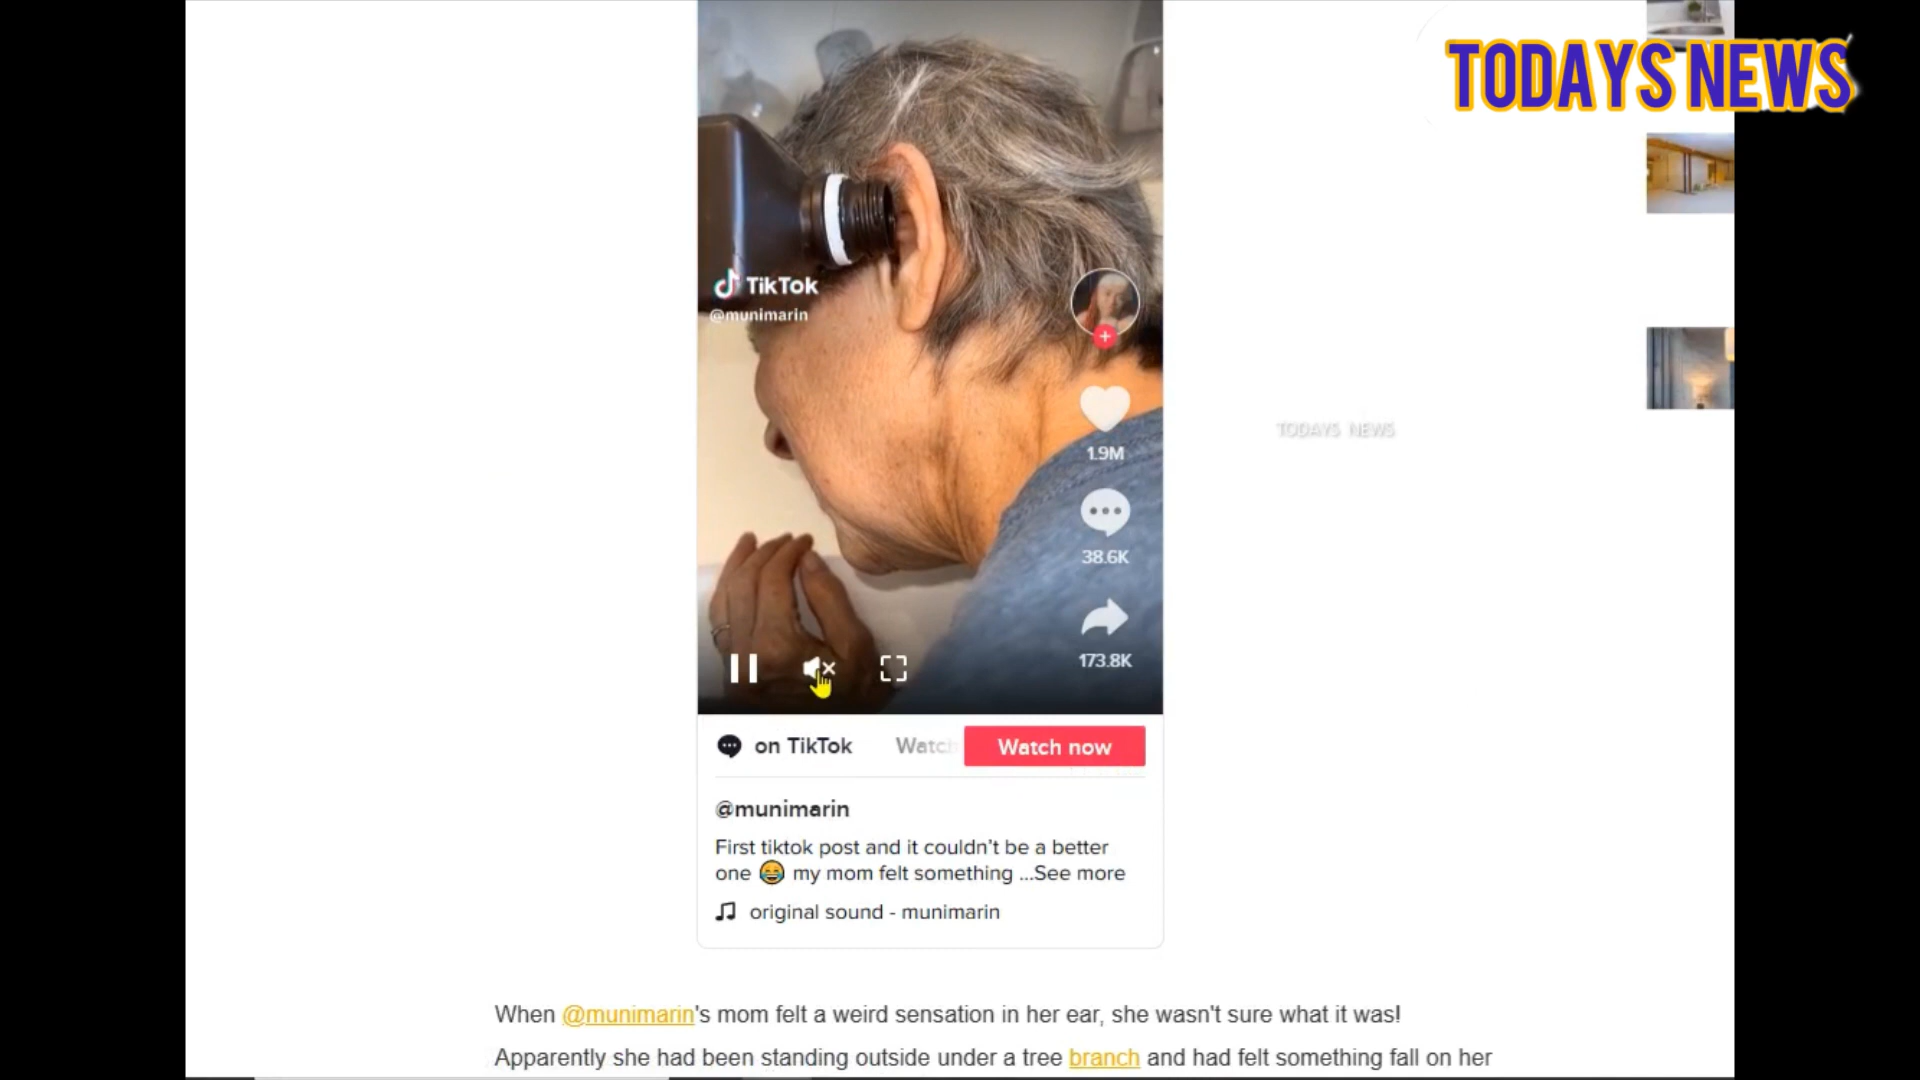 TODAYS NEWS
TikTok
@munimarin
1.9M
TODAYS NEWS
38.6K
173.8K
on TikTok Watch Watch now
@munimarin
First tiktok post and it couldn't be a better
one 😂 my mom felt something ...See more
original sound - munimarin
When @munimarin's mom felt a weird sensation in her ear, she wasn't sure what it was!
Apparently she had been standing outside under a tree branch and had felt something fall on her